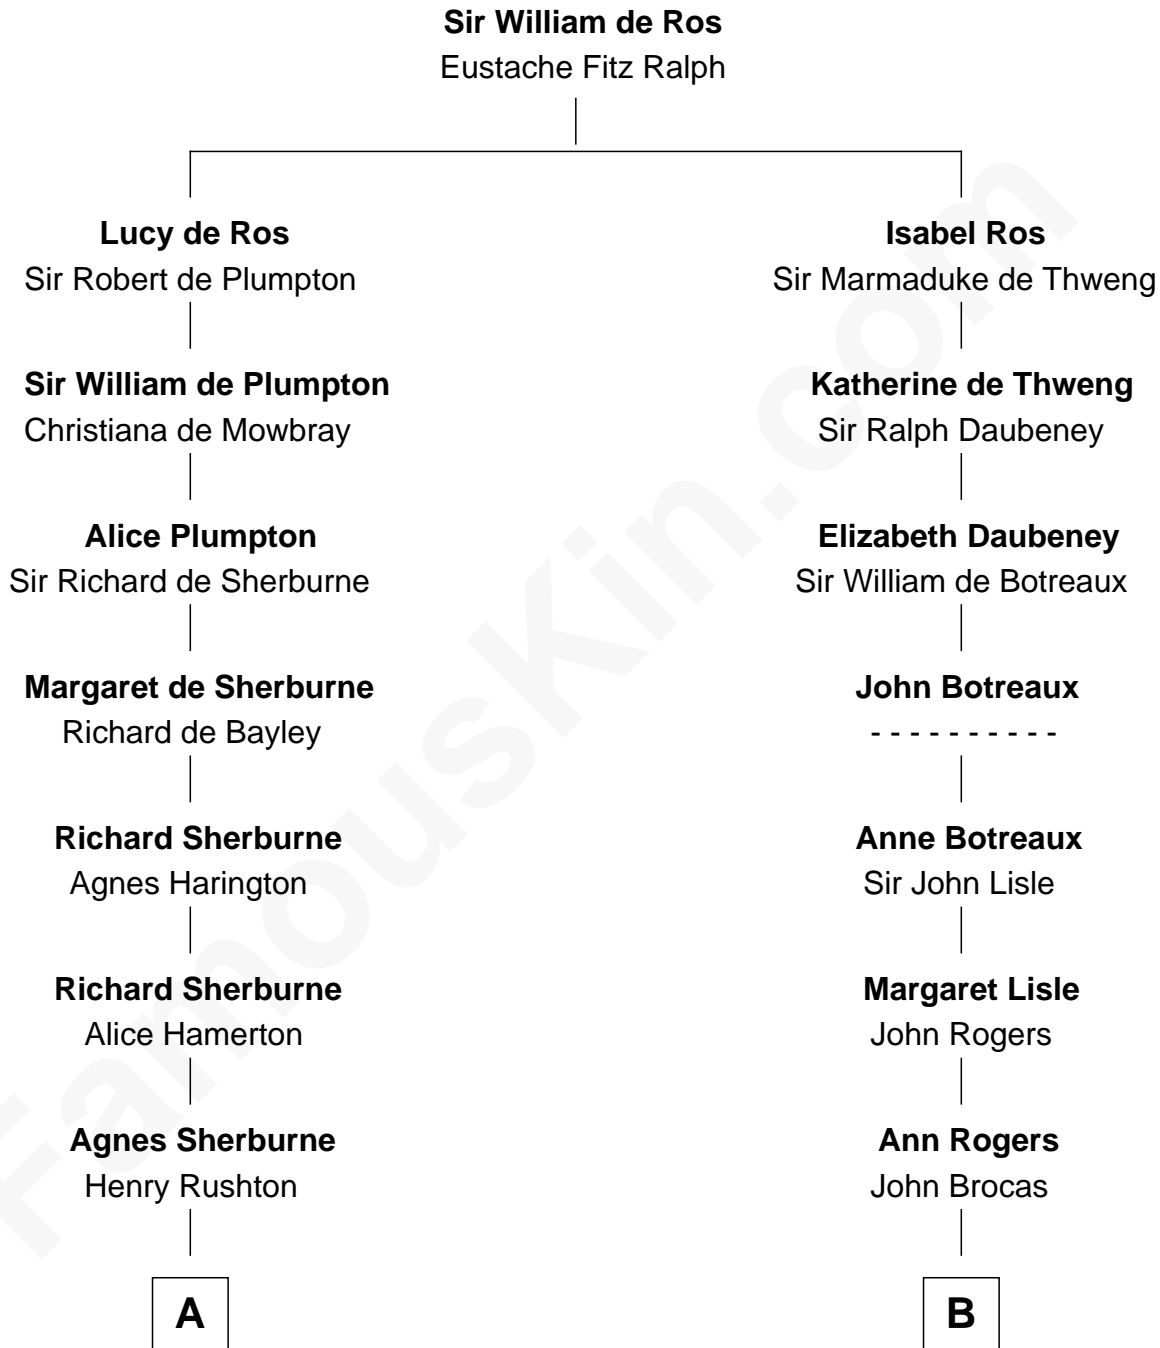 Sir William de Ros
Eustache Fitz Ralph
Lucy de Ros
Sir Robert de Plumpton
Isabel Ros
Sir Marmaduke de Thweng
Sir William de Plumpton
Christiana de Mowbray
Katherine de Thweng
Sir Ralph Daubeney
Alice Plumpton
Sir Richard de Sherburne
Elizabeth Daubeney
Sir William de Botreaux
Margaret de Sherburne
Richard de Bayley
John Botreaux
- - - - - - - - - -
Richard Sherburne
Agnes Harington
Anne Botreaux
Sir John Lisle
Richard Sherburne
Alice Hamerton
Margaret Lisle
John Rogers
Agnes Sherburne
Henry Rushton
Ann Rogers
John Brocas
A
B
FamousKin.com